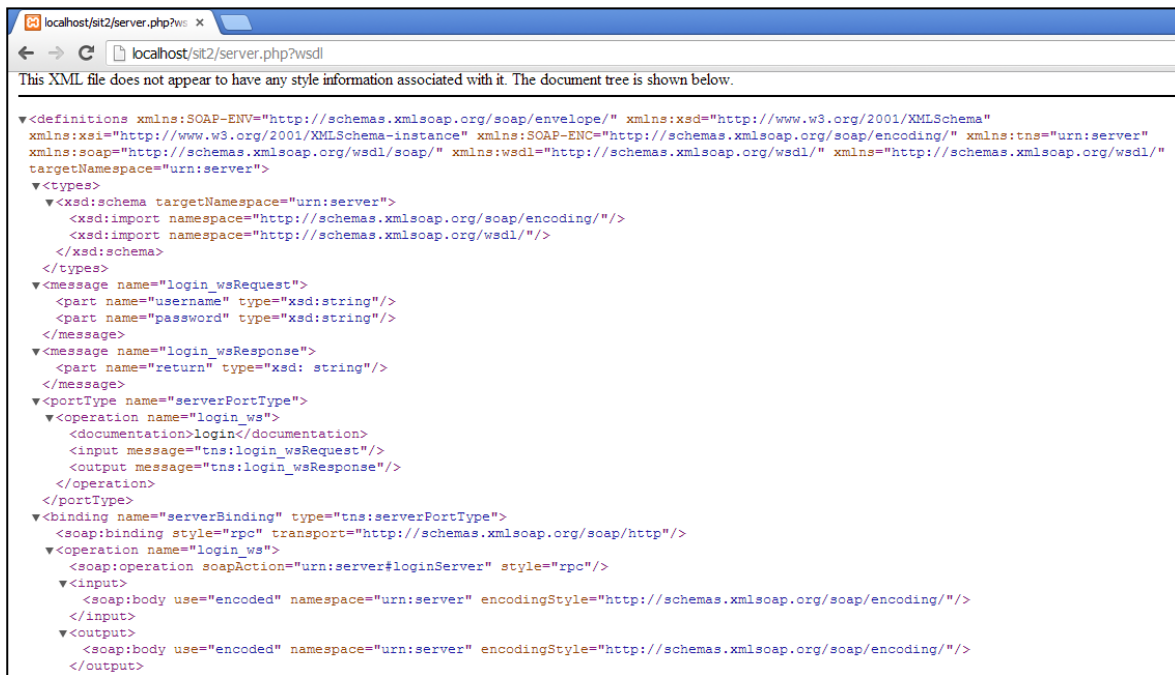 localhost/sit2/server.php?ws
localhost/sit2/server.php?wsdl
This XML file does not appear to have any style information associated with it. The document tree is shown below.
▼<definitions xmlns:SOAP-ENV="http://schemas.xmlsoap.org/soap/envelope/" xmlns:xsd="http://www.w3.org/2001/XMLSchema"
xmlns:xsi="http://www.w3.org/2001/XMLSchema-instance" xmlns:SOAP-ENC="http://schemas.xmlsoap.org/soap/encoding/" xmlns:tns="urn:server"
xmlns:soap="http://schemas.xmlsoap.org/wsdl/soap/" xmlns:wsdl="http://schemas.xmlsoap.org/wsdl/" xmlns="http://schemas.xmlsoap.org/wsdl/"
targetNamespace="urn:server">
▼<types>
▼<xsd:schema targetNamespace="urn:server">
<xsd:import namespace="http://schemas.xmlsoap.org/soap/encoding/"/>
<xsd:import namespace="http://schemas.xmlsoap.org/wsdl/"/>
</xsd:schema>
</types>
▼<message name="login_wsRequest">
<part name="username" type="xsd:string"/>
<part name="password" type="xsd:string"/>
</message>
▼<message name="login_wsResponse">
<part name="return" type="xsd: string"/>
</message>
▼<portType name="serverPortType">
▼<operation name="login_ws">
<documentation>login</documentation>
<input message="tns:login_wsRequest"/>
<output message="tns:login_wsResponse"/>
</operation>
</portType>
▼<binding name="serverBinding" type="tns:serverPortType">
<soap:binding style="rpc" transport="http://schemas.xmlsoap.org/soap/http"/>
▼<operation name="login_ws">
<soap:operation soapAction="urn:server#loginServer" style="rpc"/>
▼<input>
<soap:body use="encoded" namespace="urn:server" encodingStyle="http://schemas.xmlsoap.org/soap/encoding/"/>
</input>
▼<output>
<soap:body use="encoded" namespace="urn:server" encodingStyle="http://schemas.xmlsoap.org/soap/encoding/"/>
</output>